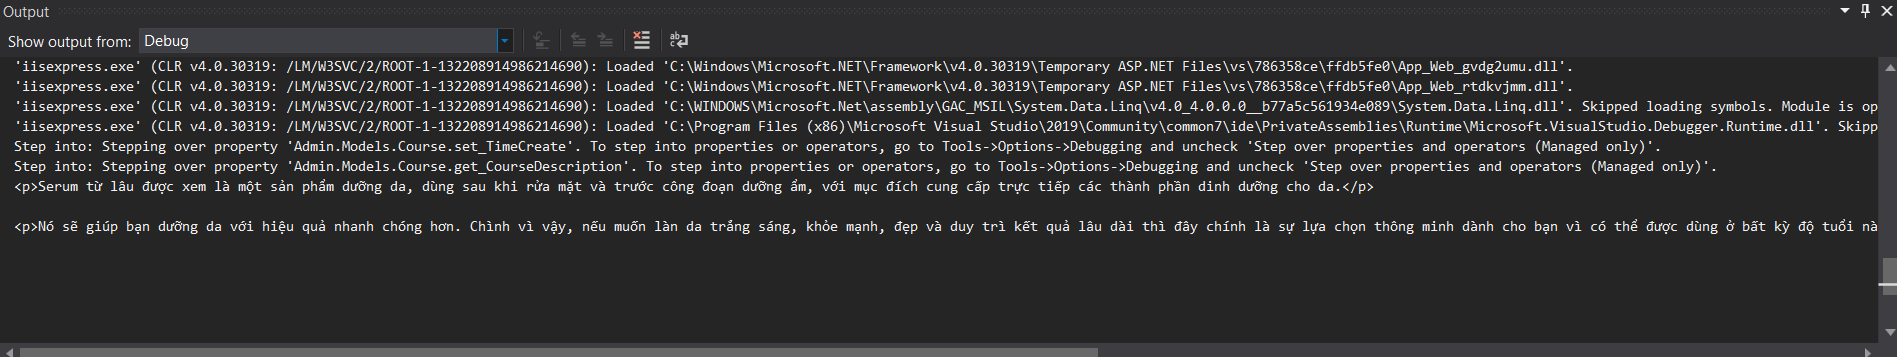 Output
Show output from: Debug
'iisexpress.exe' (CLR v4.0.30319: /LM/W3SVC/2/ROOT-1-132208914986214690): Loaded 'C:\Windows\Microsoft.NET\Framework\v4.0.30319\Temporary ASP.NET Files\vs\786358ce\ffdb5fe0\App_Web_gvdg2umu.dll'.
'iisexpress.exe' (CLR v4.0.30319: /LM/W3SVC/2/ROOT-1-132208914986214690): Loaded 'C:\Windows\Microsoft.NET\Framework\v4.0.30319\Temporary ASP.NET Files\vs\786358ce\ffdb5fe0\App_Web_rtdkvjmm.dll'.
'iisexpress.exe' (CLR v4.0.30319: /LM/W3SVC/2/ROOT-1-132208914986214690): Loaded 'C:\WINDOWS\Microsoft.Net\assembly\GAC_MSIL\System.Data.Linq\v4.0_4.0.0.0__b77a5c561934e089\System.Data.Linq.dll'. Skipped loading symbols. Module is op
'iisexpress.exe' (CLR v4.0.30319: /LM/W3SVC/2/ROOT-1-132208914986214690): Loaded 'C:\Program Files (x86)\Microsoft Visual Studio\2019\Community\common7\ide\PrivateAssemblies\Runtime\Microsoft.VisualStudio.Debugger.Runtime.dll'. Skipp
Step into: Stepping over property 'Admin.Models.Course.set_TimeCreate'. To step into properties or operators, go to Tools->Options->Debugging and uncheck 'Step over properties and operators (Managed only)'.
Step into: Stepping over property 'Admin.Models.Course.get_CourseDescription'. To step into properties or operators, go to Tools->Options->Debugging and uncheck 'Step over properties and operators (Managed only)'.
<p>Serum từ lâu được xem là một sản phẩm dưỡng da, dùng sau khi rửa mặt và trước công đoạn dưỡng ẩm, với mục đích cung cấp trực tiếp các thành phần dinh dưỡng cho da.</p>
<p>Nó sẽ giúp bạn dưỡng da với hiệu quả nhanh chóng hơn. Chình vì vậy, nếu muốn làn da trắng sáng, khỏe mạnh, đẹp và duy trì kết quả lâu dài thì đây chính là sự lựa chọn thông minh dành cho bạn vì có thể được dùng ở bất kỳ độ tuổi nà